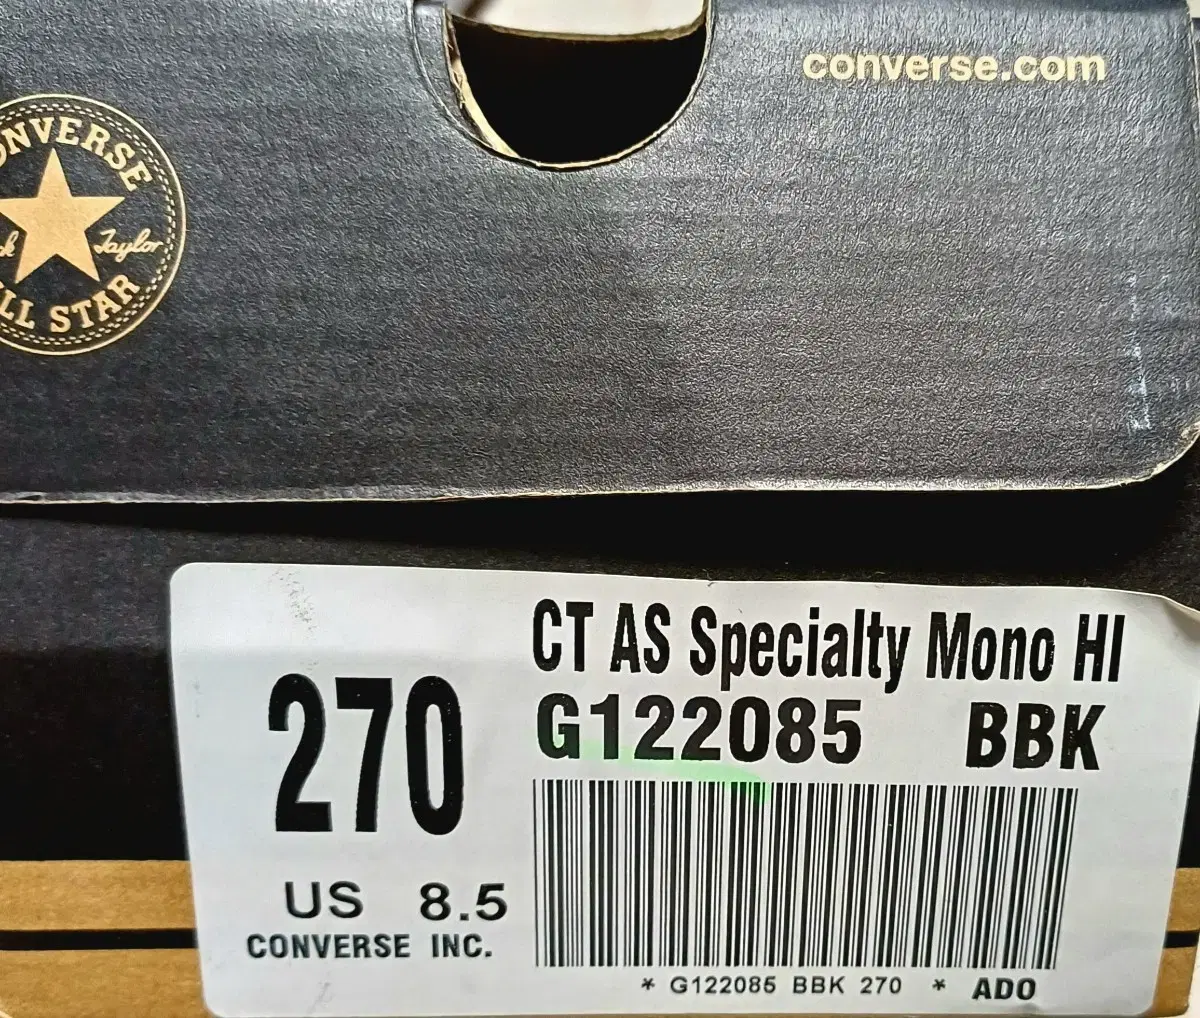 converse.com
CONVERSE
Taylor
ALL STAR
CT AS Specialty Mono HI
270
G122085 BBK
US 8.5
CONVERSE INC.
* G122085 BBK 270 * ADO